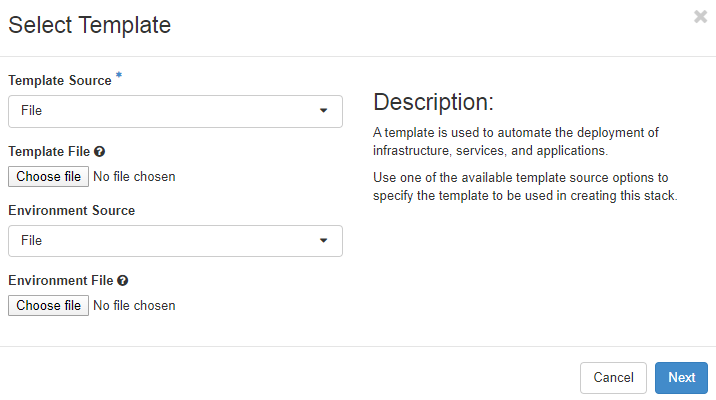 Select Template
×
Template Source *
File
Template File ?
Choose file No file chosen
Environment Source
File
Environment File ?
Choose file No file chosen
Description:
A template is used to automate the deployment of
infrastructure, services, and applications.
Use one of the available template source options to
specify the template to be used in creating this stack.
Cancel
Next